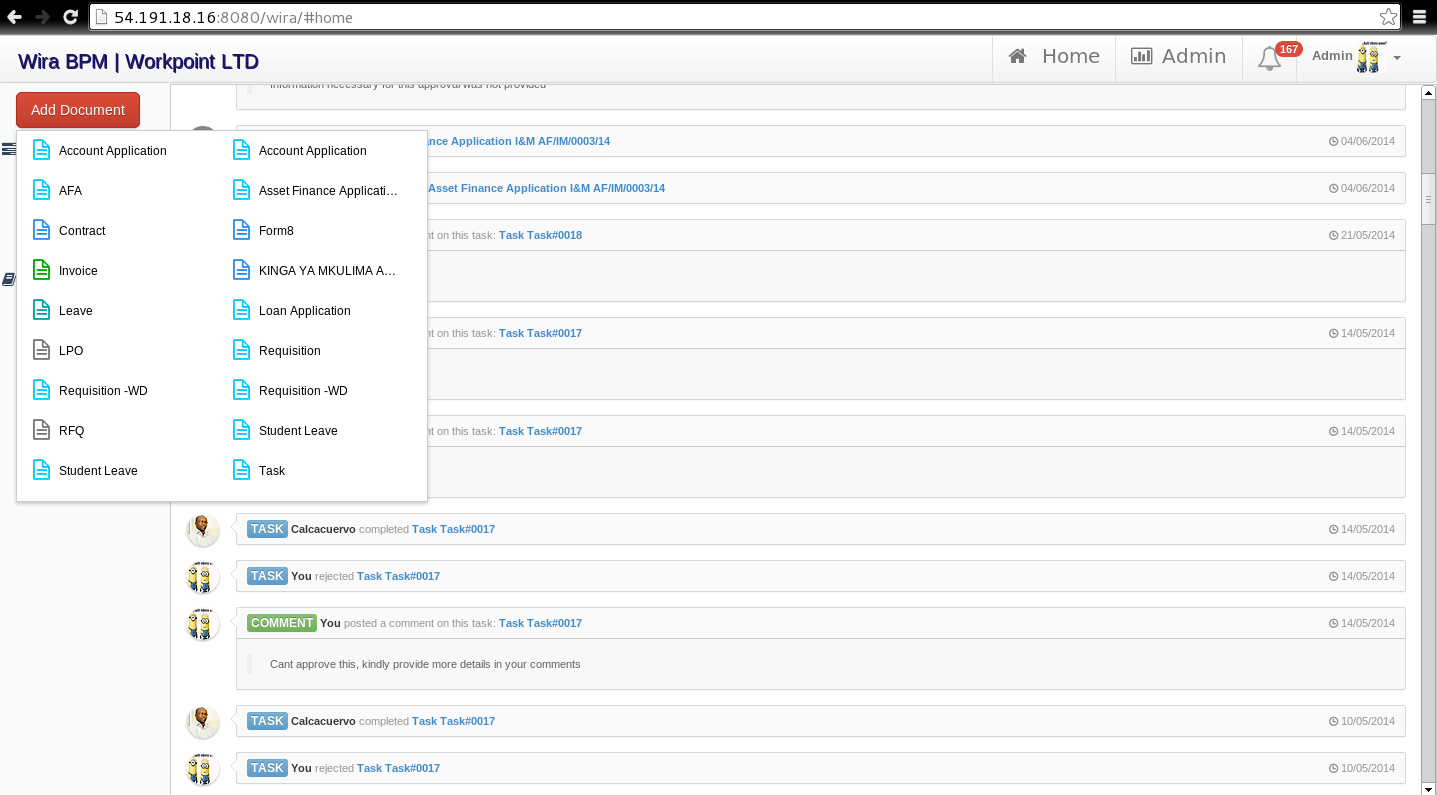 54.191.18.16:8080/wira/#home
Wira BPM | Workpoint LTD
Home
Admin
167
Admin
Add Document
Account Application
Account Application
AFA
Asset Finance Applicati...
Contract
Form8
Invoice
KINGA YA MKULIMA A...
Leave
Loan Application
LPO
Requisition
Requisition -WD
Requisition -WD
RFQ
Student Leave
Student Leave
Task
Information necessary for this approval was not provided
Finance Application I&M AF/IM/0003/14 04/06/2014
Asset Finance Application I&M AF/IM/0003/14 04/06/2014
on this task: Task Task#0018 21/05/2014
on this task: Task Task#0017 14/05/2014
on this task: Task Task#0017 14/05/2014
TASK Calcacuervo completed Task Task#0017 14/05/2014
TASK You rejected Task Task#0017 14/05/2014
COMMENT You posted a comment on this task: Task Task#0017 14/05/2014
Cant approve this, kindly provide more details in your comments
TASK Calcacuervo completed Task Task#0017 10/05/2014
TASK You rejected Task Task#0017 10/05/2014